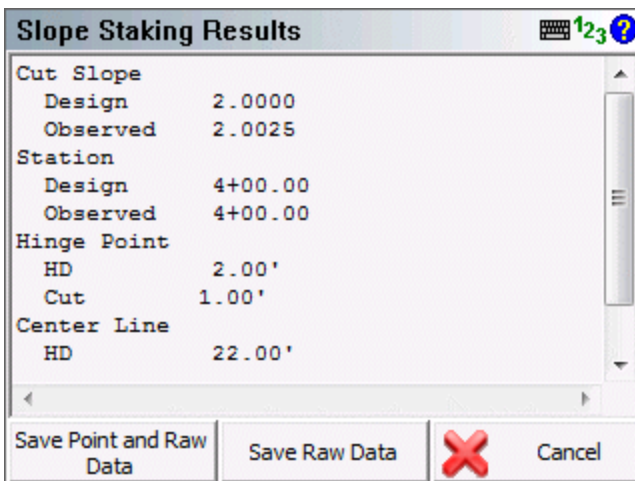 Slope Staking Results 123 ?
Cut Slope
Design 2.0000
Observed 2.0025
Station
Design 4+00.00
Observed 4+00.00
Hinge Point
HD 2.00'
Cut 1.00'
Center Line
HD 22.00'
Save Point and Raw
Data
Save Raw Data
Cancel